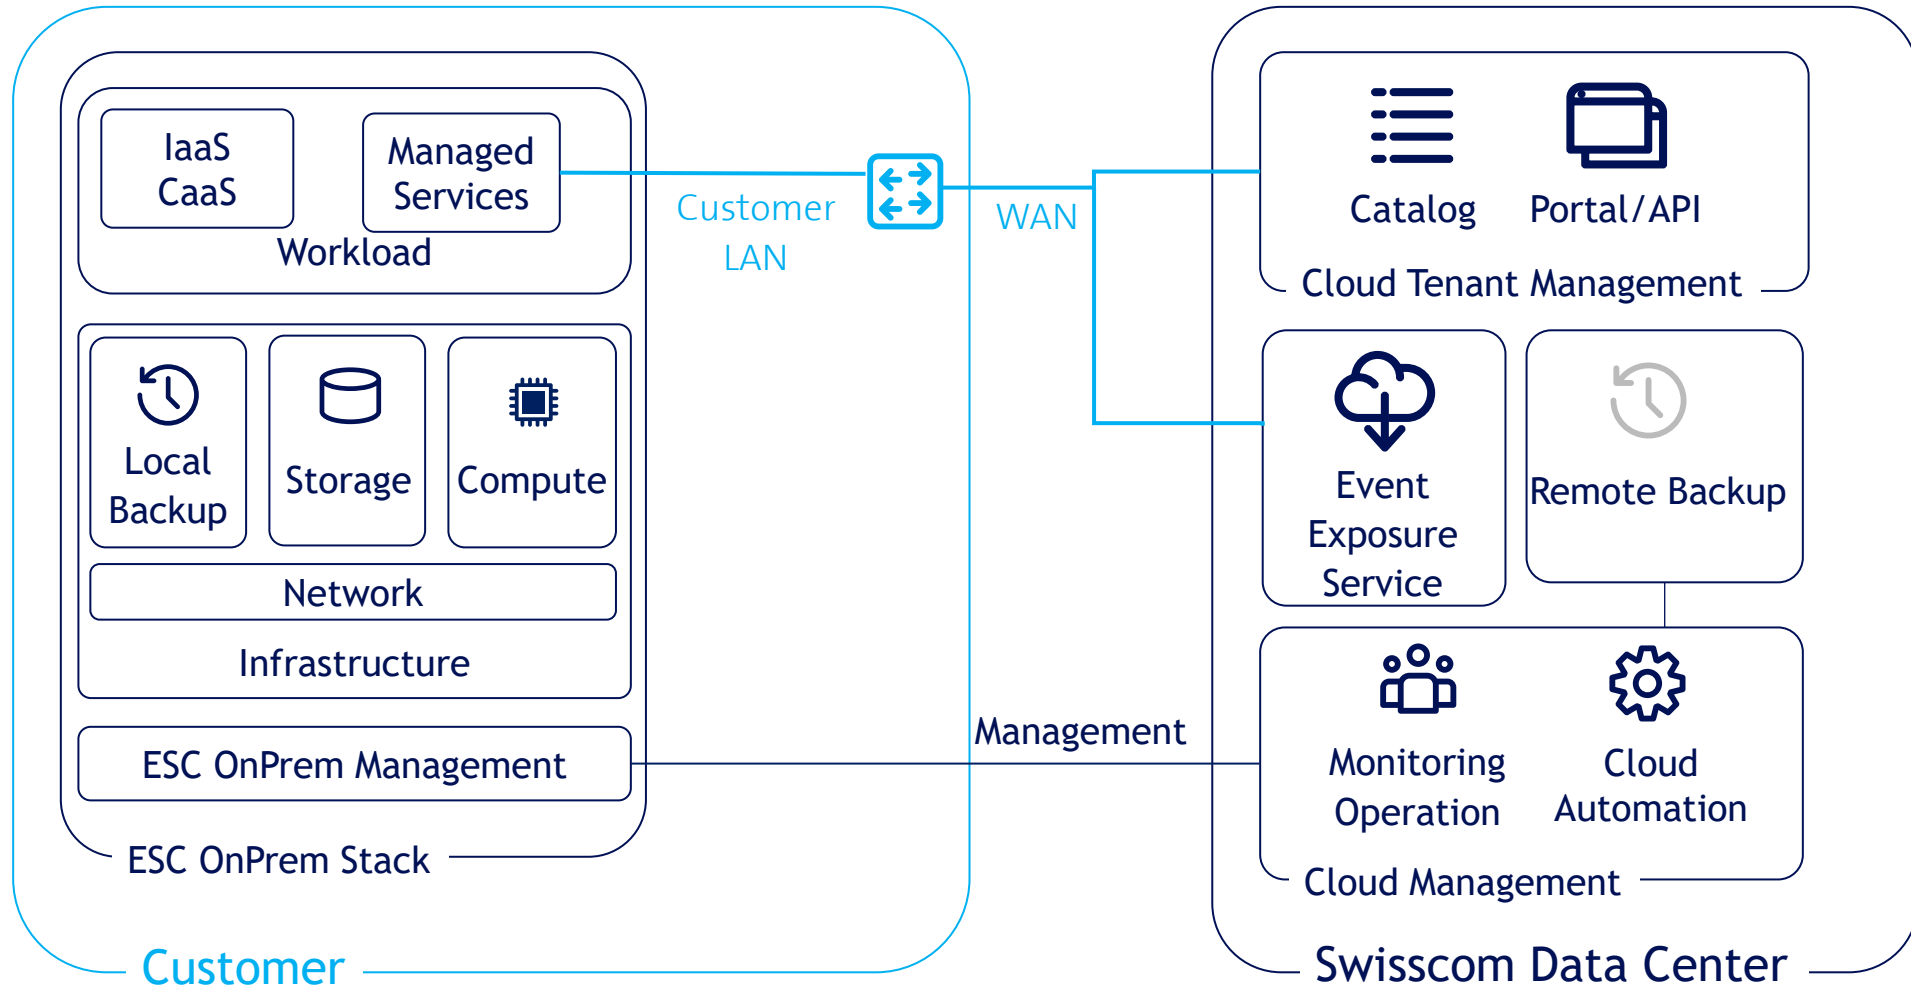 IaaS
CaaS
Managed
Services
Workload
Customer
LAN
WAN
Local
Backup
Storage
Compute
Network
Infrastructure
ESC OnPrem Management
ESC OnPrem Stack
Customer
Management
Catalog
Portal/API
Cloud Tenant Management
Event
Exposure
Service
Remote Backup
Monitoring
Operation
Cloud
Automation
Cloud Management
Swisscom Data Center